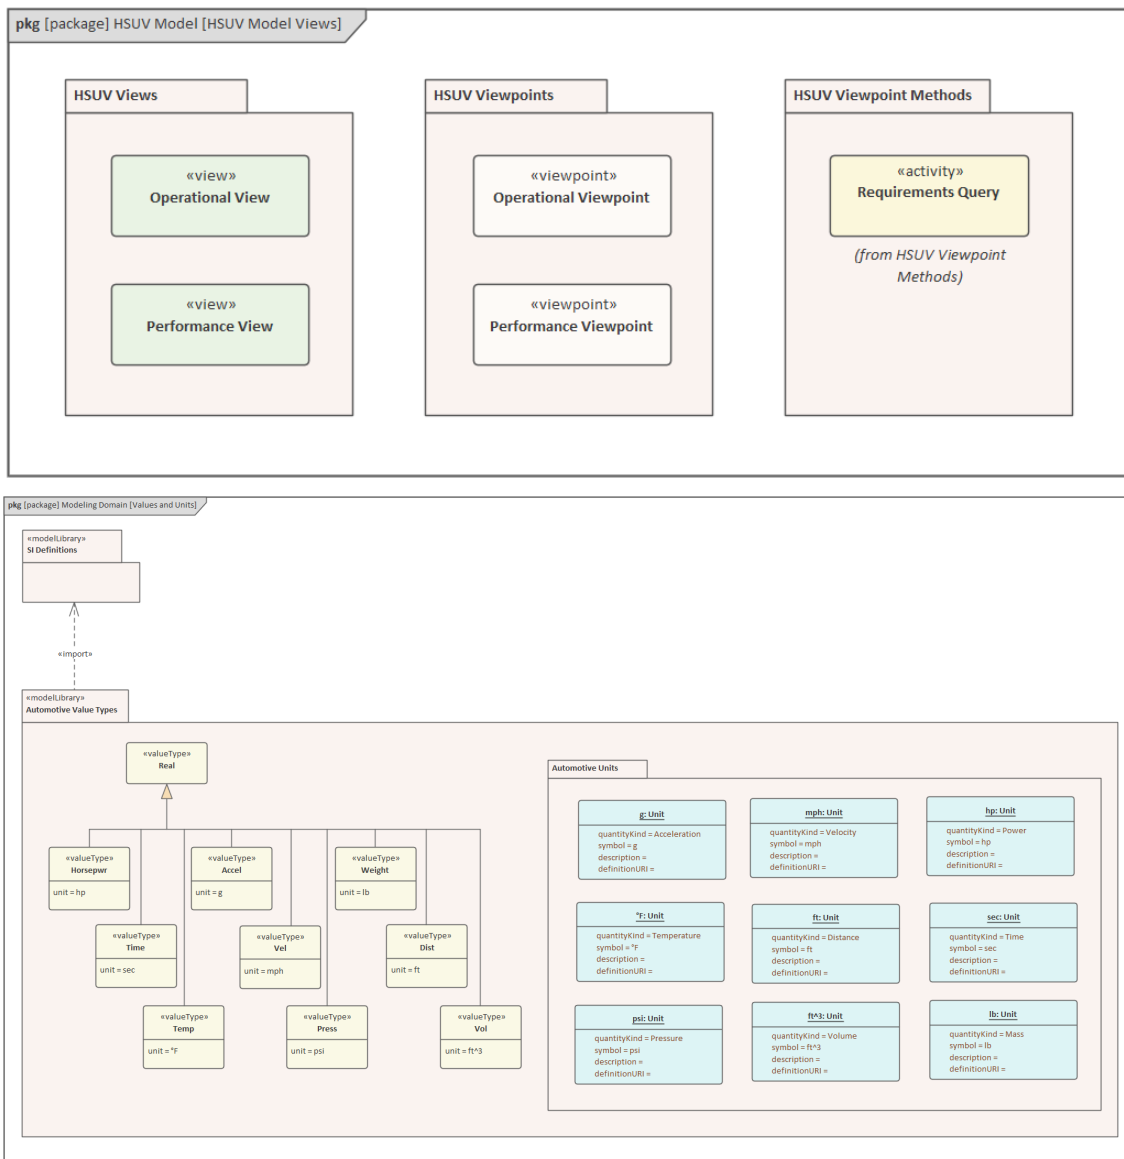 pkg [package] HSUV Model [HSUV Model Views]
HSUV Views
«view»
Operational View
«view»
Performance View
HSUV Viewpoints
«viewpoint»
Operational Viewpoint
«viewpoint»
Performance Viewpoint
HSUV Viewpoint Methods
«activity»
Requirements Query
(from HSUV Viewpoint
Methods)
pkg [package] Modeling Domain [Values and Units]
«modelLibrary»
SI Definitions
«import»
«modelLibrary»
Automotive Value Types
«valueType»
Real
«valueType»
Horsepwr
unit = hp
«valueType»
Accel
unit = g
«valueType»
Weight
unit = lb
«valueType»
Time
unit = sec
«valueType»
Vel
unit = mph
«valueType»
Dist
unit = ft
«valueType»
Temp
unit = °F
«valueType»
Press
unit = psi
«valueType»
Vol
unit = ft^3
Automotive Units
g: Unit
quantityKind = Acceleration
symbol = g
description =
definitionURI =
mph: Unit
quantityKind = Velocity
symbol = mph
description =
definitionURI =
hp: Unit
quantityKind = Power
symbol = hp
description =
definitionURI =
°F: Unit
quantityKind = Temperature
symbol = °F
description =
definitionURI =
ft: Unit
quantityKind = Distance
symbol = ft
description =
definitionURI =
sec: Unit
quantityKind = Time
symbol = sec
description =
definitionURI =
psi: Unit
quantityKind = Pressure
symbol = psi
description =
definitionURI =
ft^3: Unit
quantityKind = Volume
symbol = ft^3
description =
definitionURI =
lb: Unit
quantityKind = Mass
symbol = lb
description =
definitionURI =